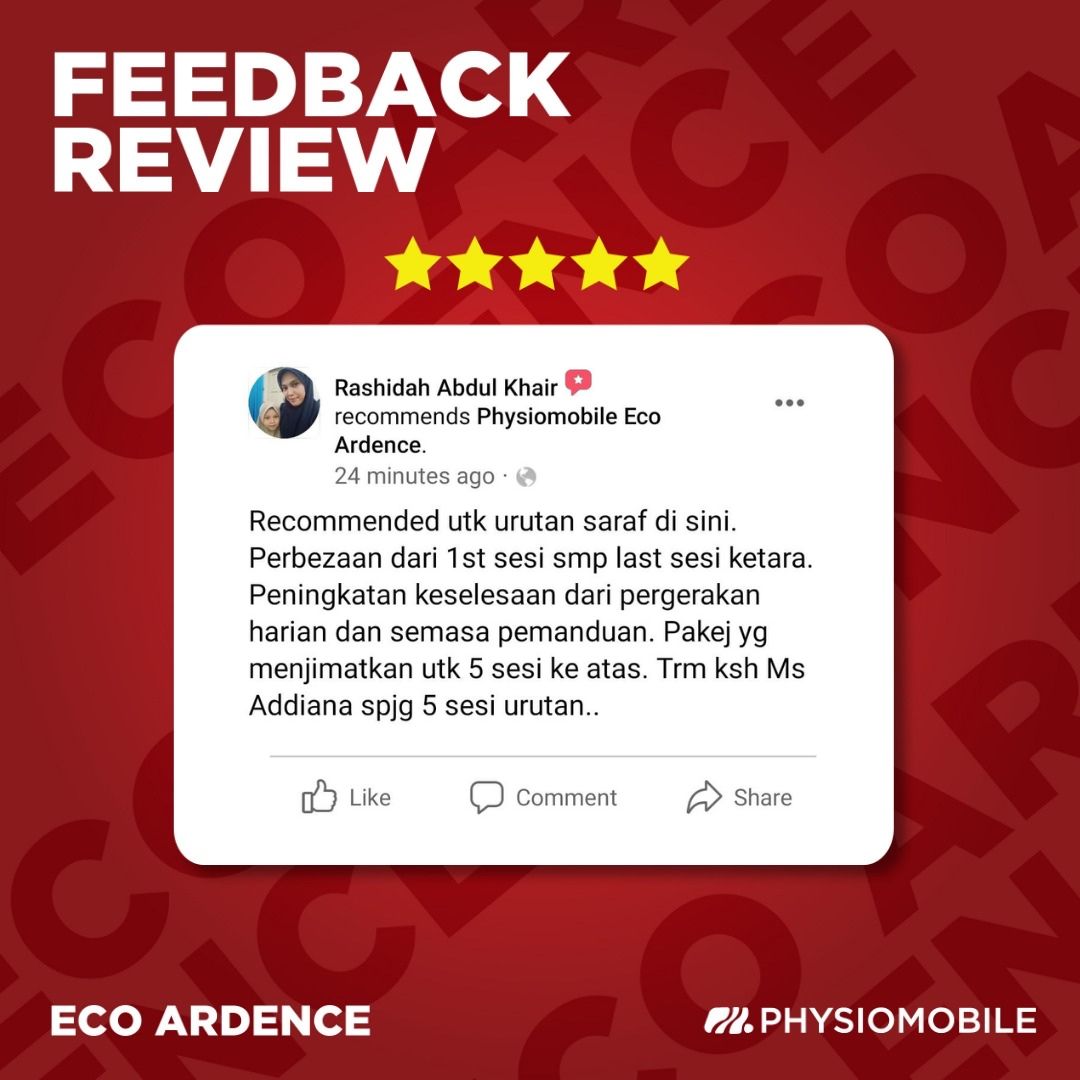 FEEDBACK
REVIEW
Rashidah Abdul Khair
recommends Physiomobile Eco
Ardence.
24 minutes ago ·
Recommended utk urutan saraf di sini.
Perbezaan dari 1st sesi smp last sesi ketara.
Peningkatan keselesaan dari pergerakan
harian dan semasa pemanduan. Pakej yg
menjimatkan utk 5 sesi ke atas. Trm ksh Ms
Addiana spjg 5 sesi urutan..
Like Comment Share
ECO ARDENCE
PHYSIOMOBILE